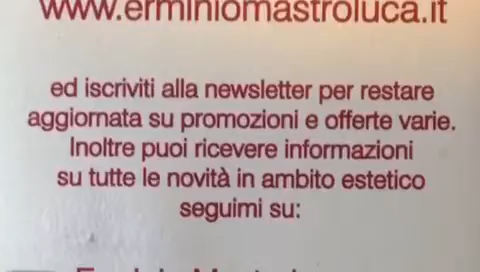 www.erminiomastroluca.it
ed iscriviti alla newsletter per restare
aggiornata su promozioni e offerte varie.
Inoltre puoi ricevere informazioni
su tutte le novità in ambito estetico
seguimi su: